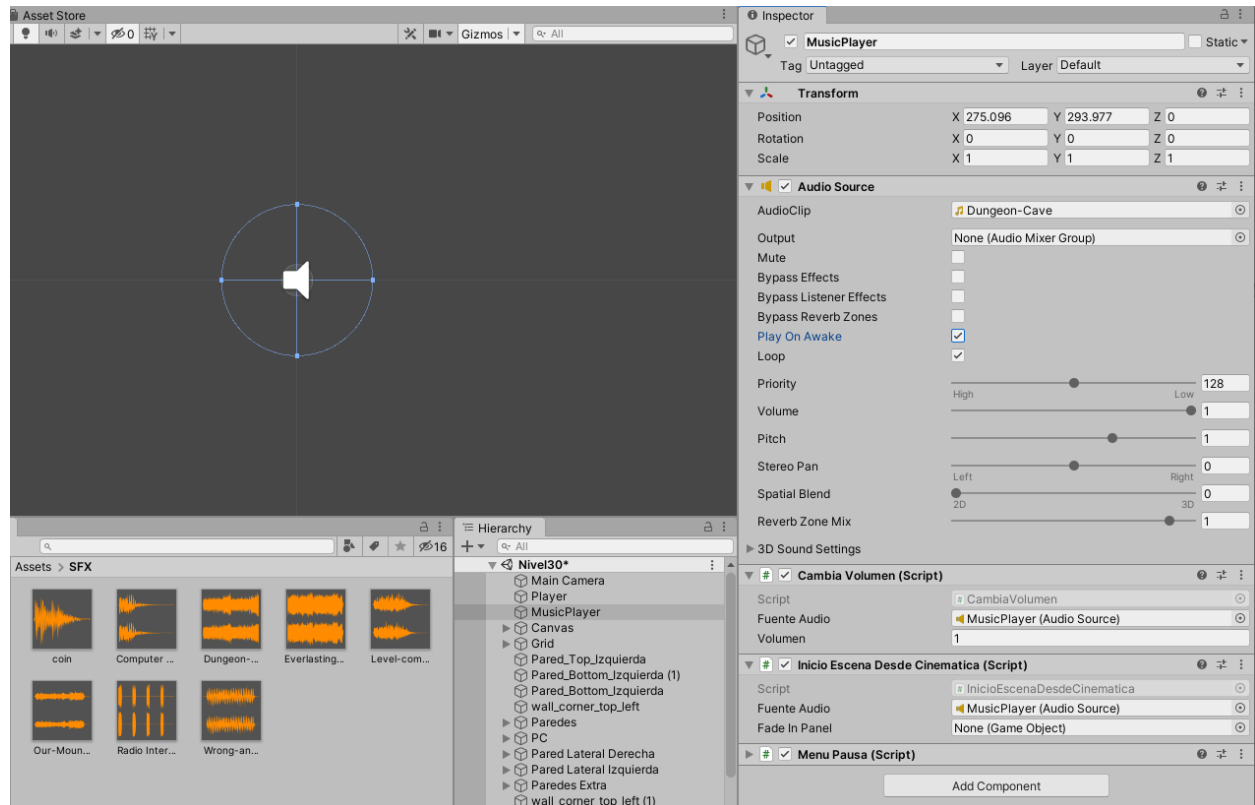 Asset Store
0
Gizmos
All
Inspector
MusicPlayer
Static
Tag Untagged Layer Default
Transform
Position X 275.096 Y 293.977 Z 0
Rotation X 0 Y 0 Z 0
Scale X 1 Y 1 Z 1
Audio Source
AudioClip Dungeon-Cave
Output None (Audio Mixer Group)
Mute
Bypass Effects
Bypass Listener Effects
Bypass Reverb Zones
Play On Awake
Loop
Priority 128
High Low
Volume 1
Pitch 1
Stereo Pan 0
Left Right
Spatial Blend 0
2D 3D
Reverb Zone Mix 1
3D Sound Settings
# Cambia Volumen (Script)
Script # CambiaVolumen
Fuente Audio MusicPlayer (Audio Source)
Volumen 1
# Inicio Escena Desde Cinematica (Script)
Script # InicioEscenaDesdeCinematica
Fuente Audio MusicPlayer (Audio Source)
Fade In Panel None (Game Object)
# Menu Pausa (Script)
Add Component
16
Assets > SFX
coin Computer ... Dungeon-... Everlasting... Level-com...
Our-Moun... Radio Inter... Wrong-an...
Hierarchy
All
Nivel30*
Main Camera
Player
MusicPlayer
Canvas
Grid
Pared_Top_Izquierda
Pared_Bottom_Izquierda (1)
Pared_Bottom_Izquierda
wall_corner_top_left
Paredes
PC
Pared Lateral Derecha
Pared Lateral Izquierda
Paredes Extra
wall_corner_top_left (1)